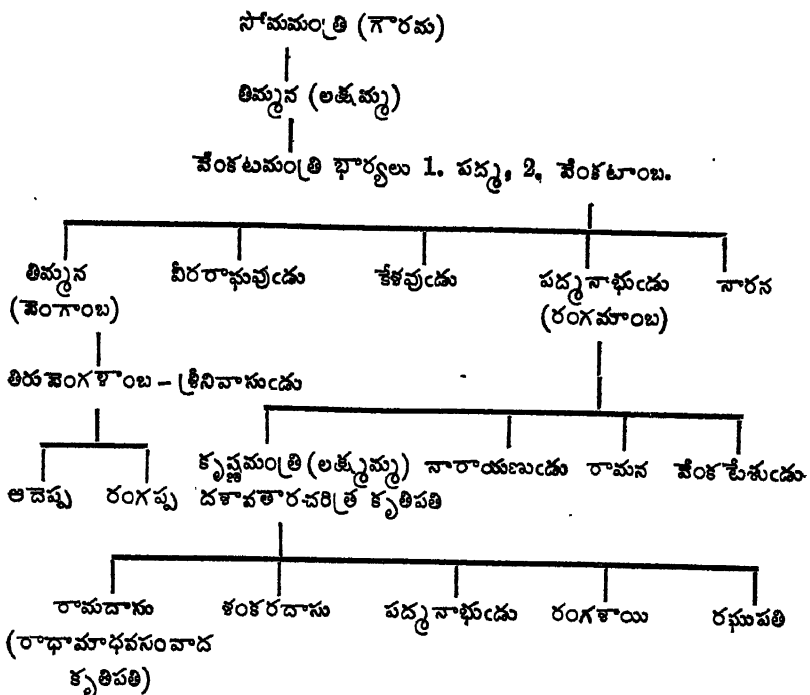 సోమమంత్రి (గౌరమ)
తిమ్మన (లక్షమ్మ)
వేంకటమంత్రి భార్యలు 1. పద్మ, 2, వేంకటాంబ.
తిమ్మన వీరరాఘవుఁడు కేళవుఁడు పద్మనాభుఁడు నారన
(వెంగాంబ) (రంగమాంబ)
తిరువెంగళాంబ – శ్రీనివాసుఁడు
కృష్ణమంత్రి (లక్ష్మమ్మ) నారాయణుఁడు రామన వేంకటేశుఁడు
ఆదెప్ప రంగప్ప దశావతారచరిత్ర కృతిపతి
రామదాసు శంకరదాసు పద్మనాభుఁడు రంగశాయి రఘుపతి
(రాధామాధవసంవాద
కృతిపతి)